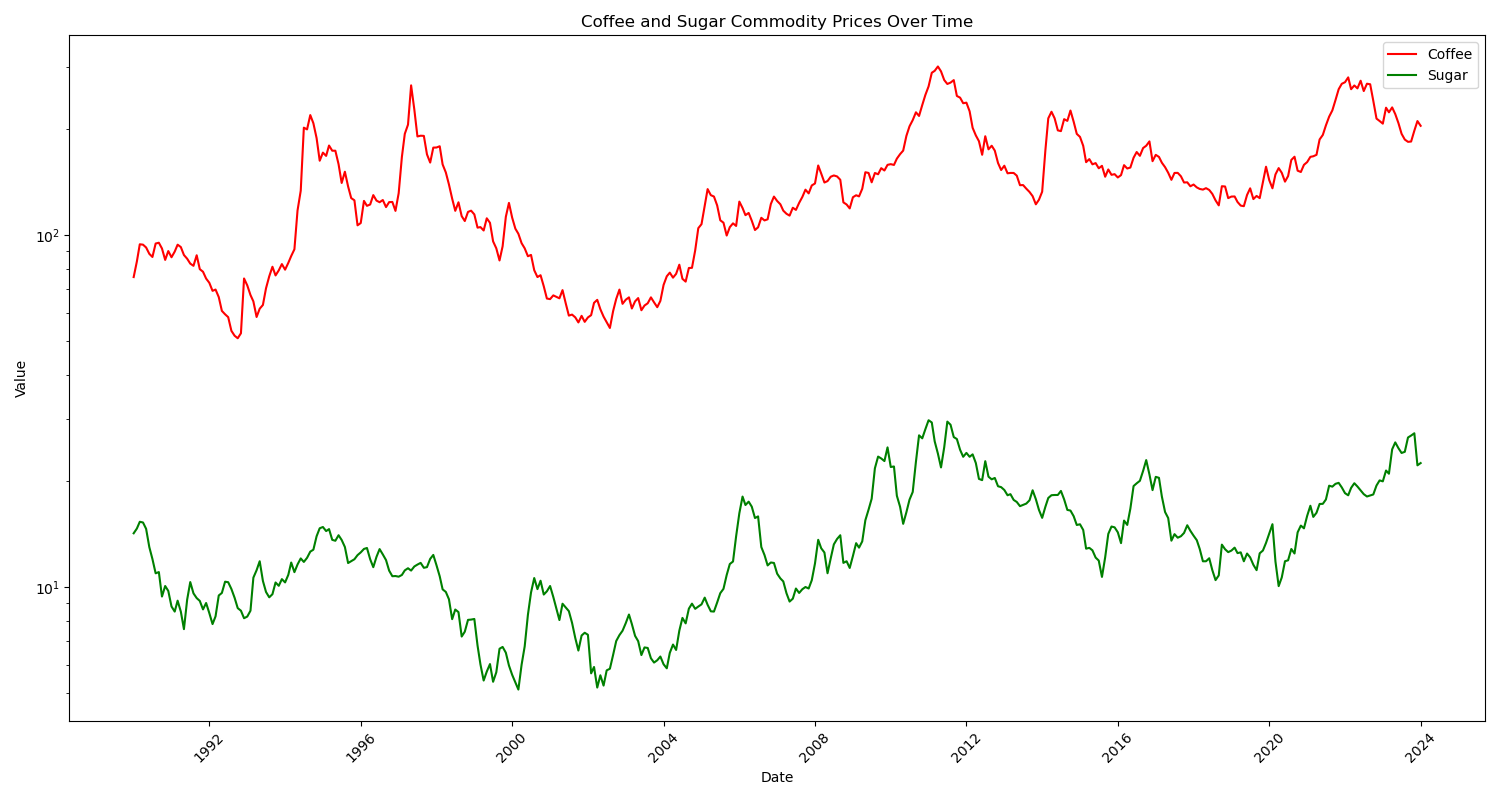 Coffee and Sugar Commodity Prices Over Time
Coffee
Sugar
10²
10¹
Value
1992
1996
2000
2004
2008
2012
2016
2020
2024
Date